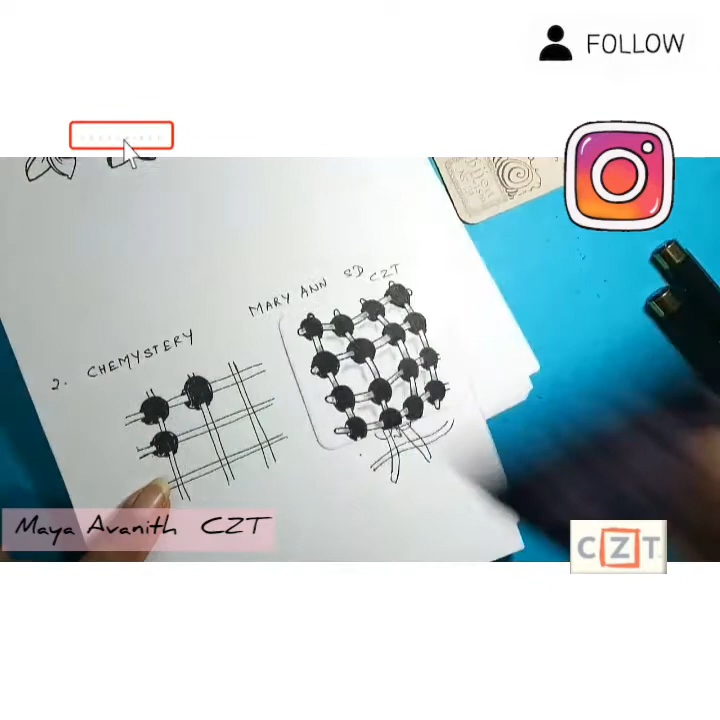 FOLLOW
MARY ANN SD CZT
2. CHEMYSTERY
Maya Avanith CZT
CZT